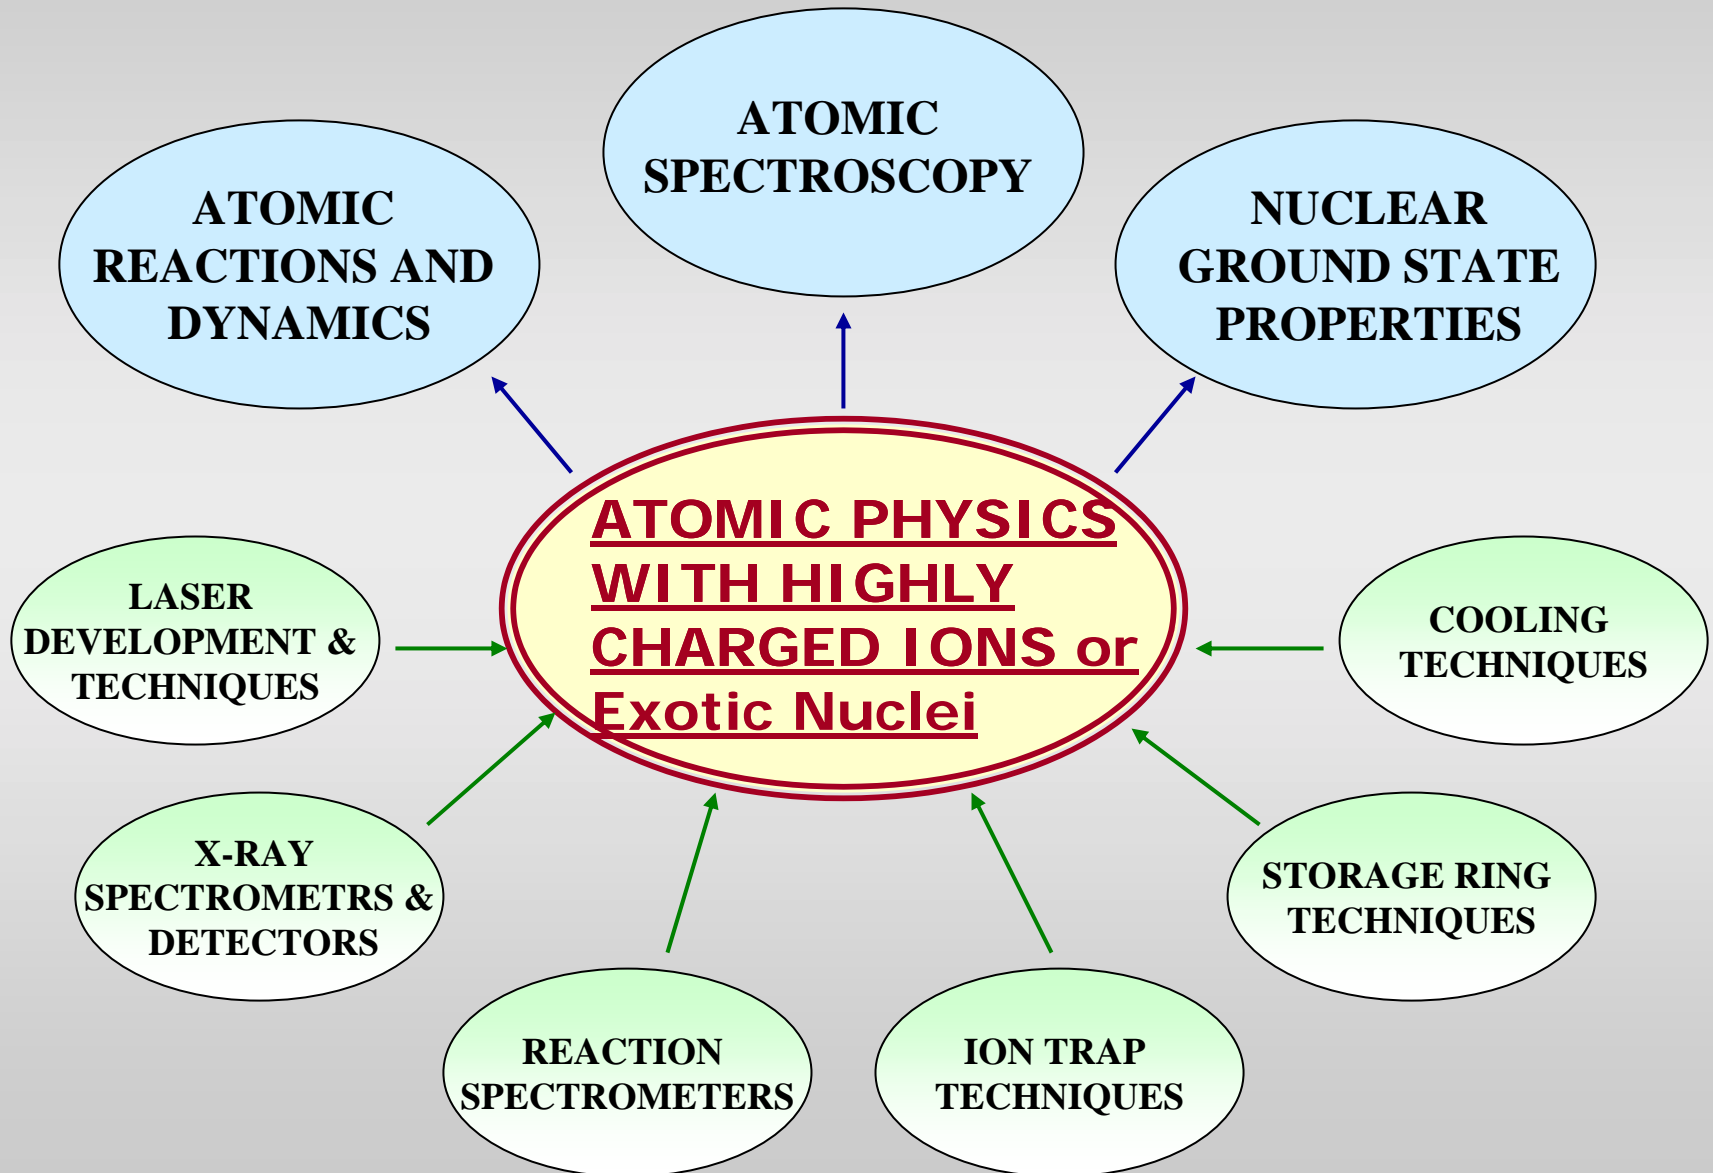 ATOMIC
SPECTROSCOPY
ATOMIC
REACTIONS AND
DYNAMICS
NUCLEAR
GROUND STATE
PROPERTIES
ATOMIC PHYSICS
WITH HIGHLY
CHARGED IONS or
Exotic Nuclei
LASER
DEVELOPMENT &
TECHNIQUES
COOLING
TECHNIQUES
X-RAY
SPECTROMETRS &
DETECTORS
STORAGE RING
TECHNIQUES
REACTION
SPECTROMETERS
ION TRAP
TECHNIQUES